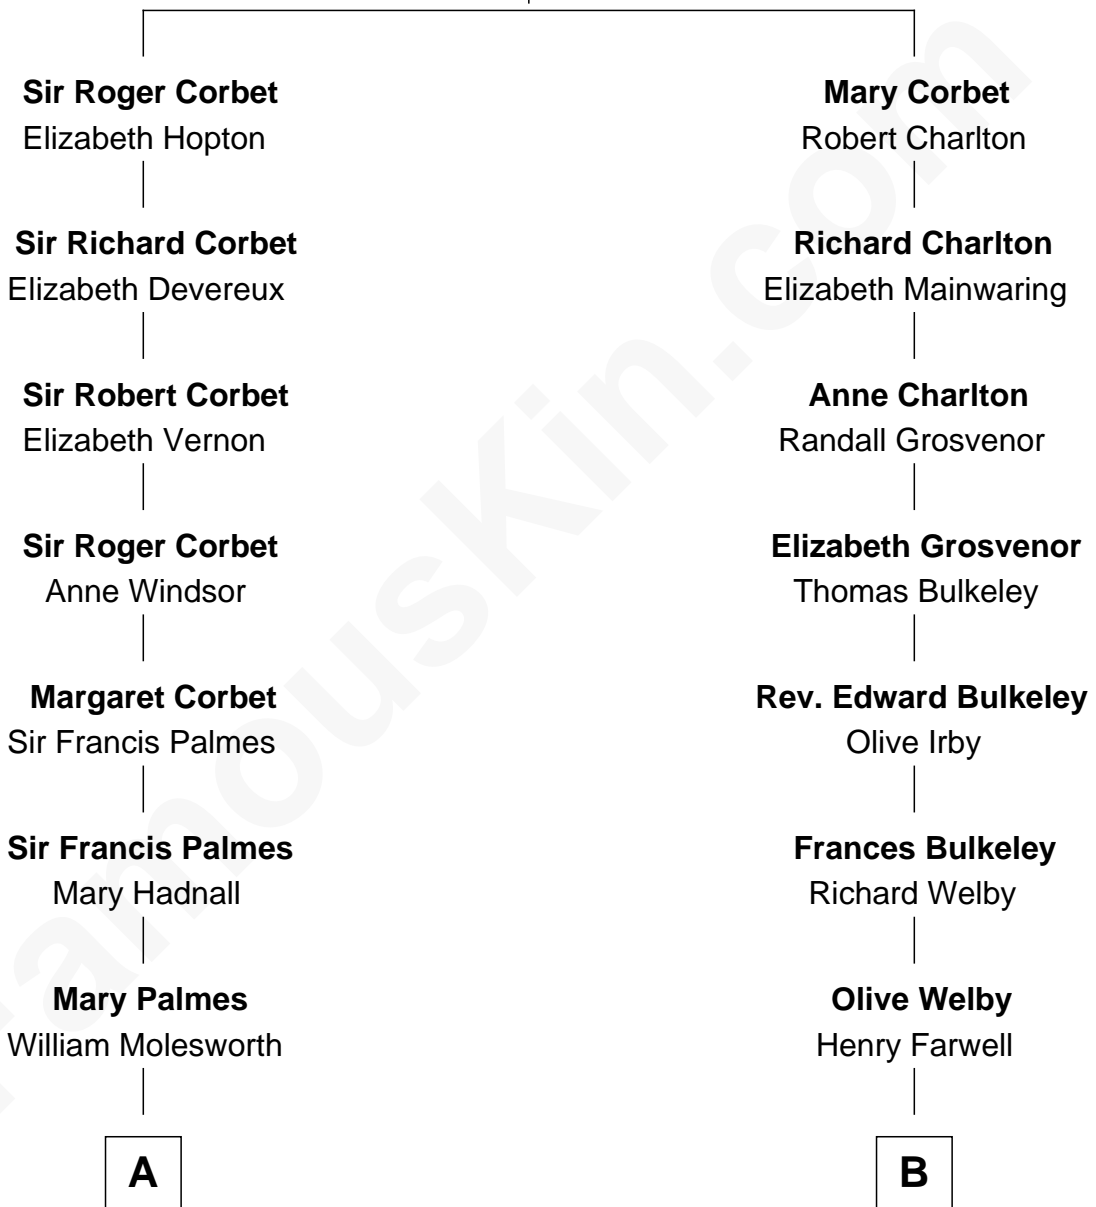 Sir Roger Corbet
Elizabeth Hopton
Sir Richard Corbet
Elizabeth Devereux
Sir Robert Corbet
Elizabeth Vernon
Sir Roger Corbet
Anne Windsor
Margaret Corbet
Sir Francis Palmes
Sir Francis Palmes
Mary Hadnall
Mary Palmes
William Molesworth
A
Mary Corbet
Robert Charlton
Richard Charlton
Elizabeth Mainwaring
Anne Charlton
Randall Grosvenor
Elizabeth Grosvenor
Thomas Bulkeley
Rev. Edward Bulkeley
Olive Irby
Frances Bulkeley
Richard Welby
Olive Welby
Henry Farwell
B
FamousKin.com